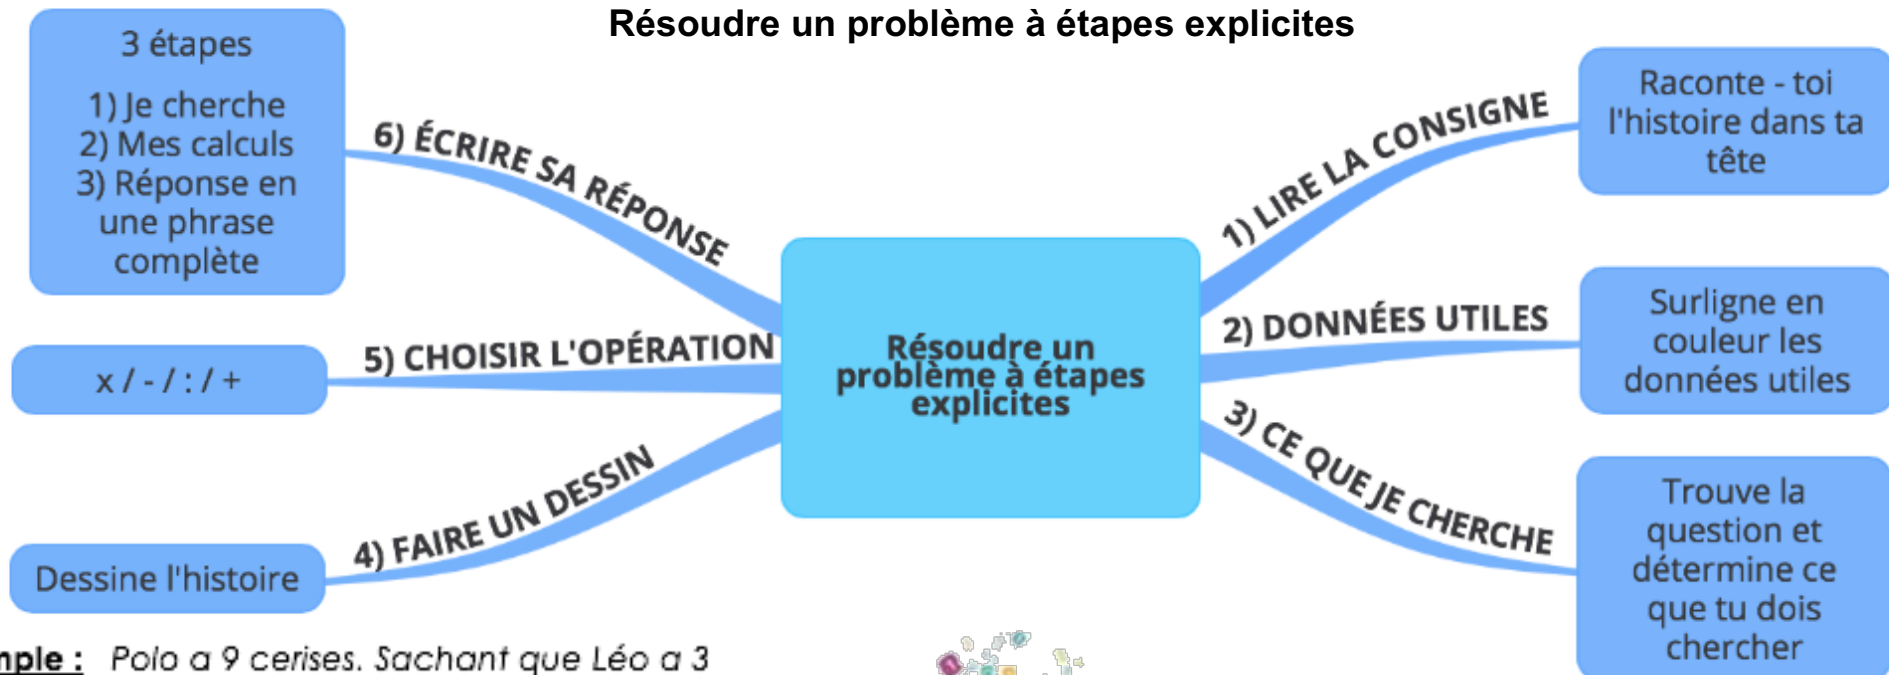 Résoudre un problème à étapes explicites
1) LIRE LA CONSIGNE
Raconte - toi
l'histoire dans ta
tête
2) DONNÉES UTILES
Surligne en
couleur les
données utiles
3) CE QUE JE CHERCHE
Trouve la
question et
détermine ce
que tu dois
chercher
4) FAIRE UN DESSIN
Dessine l'histoire
5) CHOISIR L'OPÉRATION
x / - / : / +
6) ÉCRIRE SA RÉPONSE
3 étapes
1) Je cherche
2) Mes calculs
3) Réponse en
une phrase
complète
Résoudre un
problème à étapes
explicites
Polo a 9 cerises. Sachant que Léo a 3